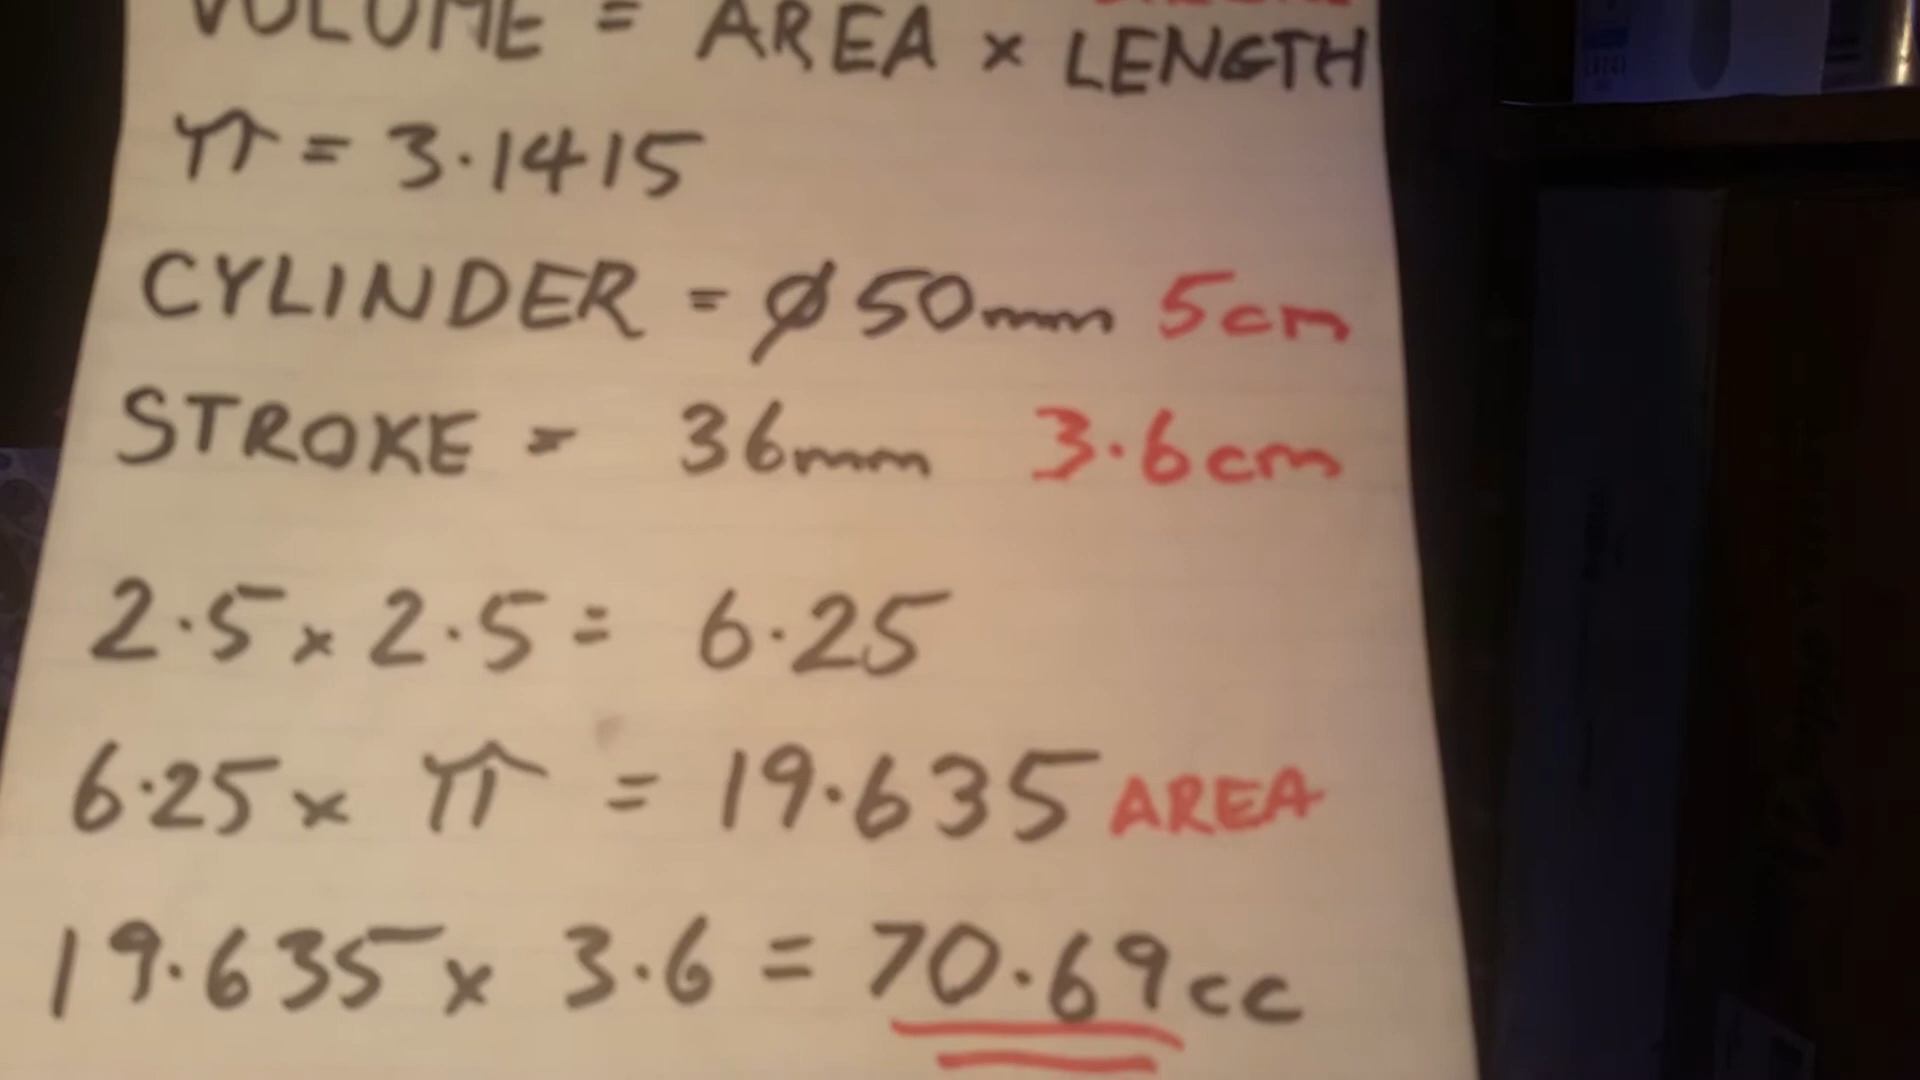 VOLUME = AREA × LENGTH
π = 3.1415
CYLINDER = ø50mm 5cm
STROKE = 36mm 3.6cm
2.5 × 2.5 = 6.25
6.25 × π = 19.635 AREA
19.635 × 3.6 = 70.69cc